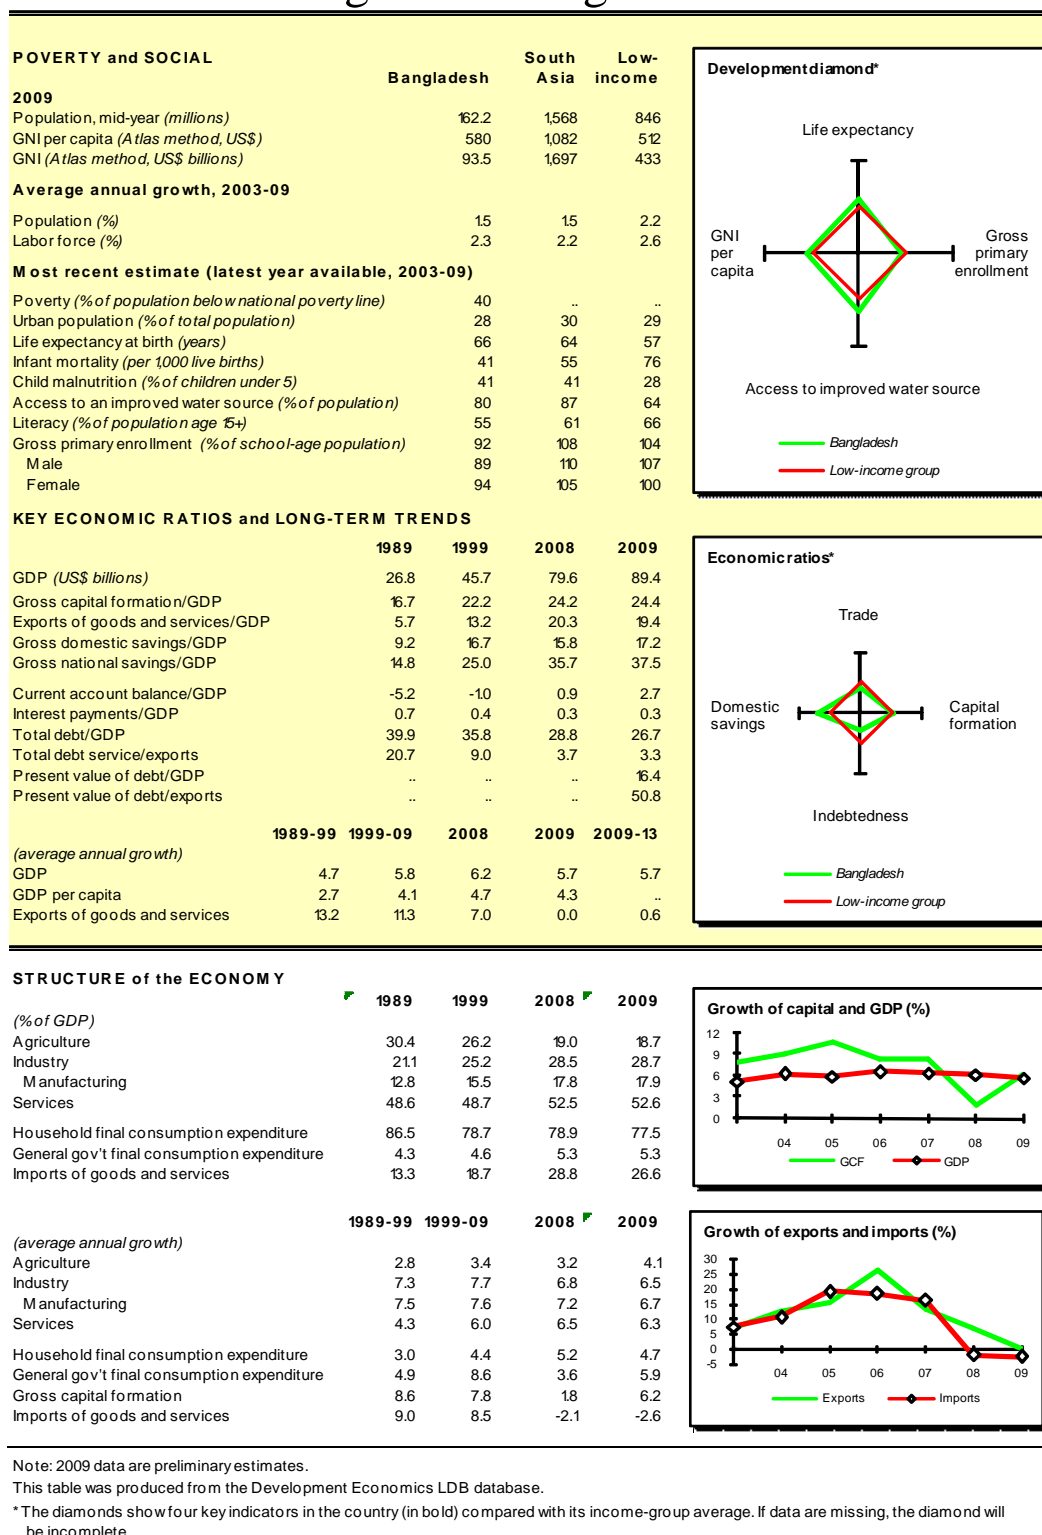 POVERTY and SOCIAL South Low-
Bangladesh Asia income
2009
Population, mid-year (millions) 162.2 1,568 846
GNI per capita (Atlas method, US$) 580 1,082 512
GNI (Atlas method, US$ billions) 93.5 1,697 433
Average annual growth, 2003-09
Population (%) 1.5 1.5 2.2
Labor force (%) 2.3 2.2 2.6
Most recent estimate (latest year available, 2003-09)
Poverty (% of population below national poverty line) 40 .. ..
Urban population (% of total population) 28 30 29
Life expectancy at birth (years) 66 64 57
Infant mortality (per 1,000 live births) 41 55 76
Child malnutrition (% of children under 5) 41 41 28
Access to an improved water source (% of population) 80 87 64
Literacy (% of population age 15+) 55 61 66
Gross primary enrollment (% of school-age population) 92 108 104
Male 89 110 107
Female 94 105 100
Development diamond*
Life expectancy
GNI
per
capita
Gross
primary
enrollment
Access to improved water source
Bangladesh
Low-income group
KEY ECONOMIC RATIOS and LONG-TERM TRENDS
1989 1999 2008 2009
GDP (US$ billions) 26.8 45.7 79.6 89.4
Gross capital formation/GDP 16.7 22.2 24.2 24.4
Exports of goods and services/GDP 5.7 13.2 20.3 19.4
Gross domestic savings/GDP 9.2 16.7 15.8 17.2
Gross national savings/GDP 14.8 25.0 35.7 37.5
Current account balance/GDP -5.2 -1.0 0.9 2.7
Interest payments/GDP 0.7 0.4 0.3 0.3
Total debt/GDP 39.9 35.8 28.8 26.7
Total debt service/exports 20.7 9.0 3.7 3.3
Present value of debt/GDP .. .. .. 16.4
Present value of debt/exports .. .. .. 50.8
1989-99 1999-09 2008 2009 2009-13
(average annual growth)
GDP 4.7 5.8 6.2 5.7 5.7
GDP per capita 2.7 4.1 4.7 4.3 ..
Exports of goods and services 13.2 11.3 7.0 0.0 0.6
Economic ratios*
Trade
Domestic
savings
Capital
formation
Indebtedness
Bangladesh
Low-income group
STRUCTURE of the ECONOMY
1989 1999 2008 2009
(% of GDP)
Agriculture 30.4 26.2 19.0 18.7
Industry 21.1 25.2 28.5 28.7
Manufacturing 12.8 15.5 17.8 17.9
Services 48.6 48.7 52.5 52.6
Household final consumption expenditure 86.5 78.7 78.9 77.5
General gov't final consumption expenditure 4.3 4.6 5.3 5.3
Imports of goods and services 13.3 18.7 28.8 26.6
Growth of capital and GDP (%)
12
9
6
3
0
04 05 06 07 08 09
GCF GDP
1989-99 1999-09 2008 2009
(average annual growth)
Agriculture 2.8 3.4 3.2 4.1
Industry 7.3 7.7 6.8 6.5
Manufacturing 7.5 7.6 7.2 6.7
Services 4.3 6.0 6.5 6.3
Household final consumption expenditure 3.0 4.4 5.2 4.7
General gov't final consumption expenditure 4.9 8.6 3.6 5.9
Gross capital formation 8.6 7.8 1.8 6.2
Imports of goods and services 9.0 8.5 -2.1 -2.6
Growth of exports and imports (%)
30
25
20
15
10
5
0
-5
04 05 06 07 08 09
Exports Imports
Note: 2009 data are preliminary estimates.
This table was produced from the Development Economics LDB database.
* The diamonds show four key indicators in the country (in bold) compared with its income-group average. If data are missing, the diamond will
be incomplete